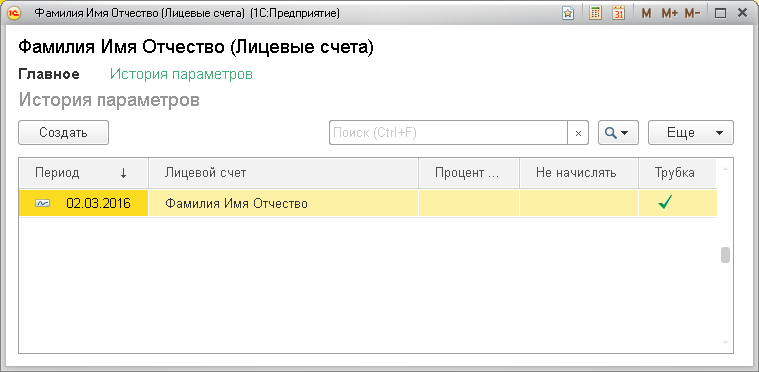 Фамилия Имя Отчество (Лицевые счета) (1С:Предприятие)
M M+ M-
31
Фамилия Имя Отчество (Лицевые счета)
Главное История параметров
История параметров
Создать Поиск (Ctrl+F) × Еще
Период ↓ Лицевой счет Процент ... Не начислять Трубка
02.03.2016 Фамилия Имя Отчество